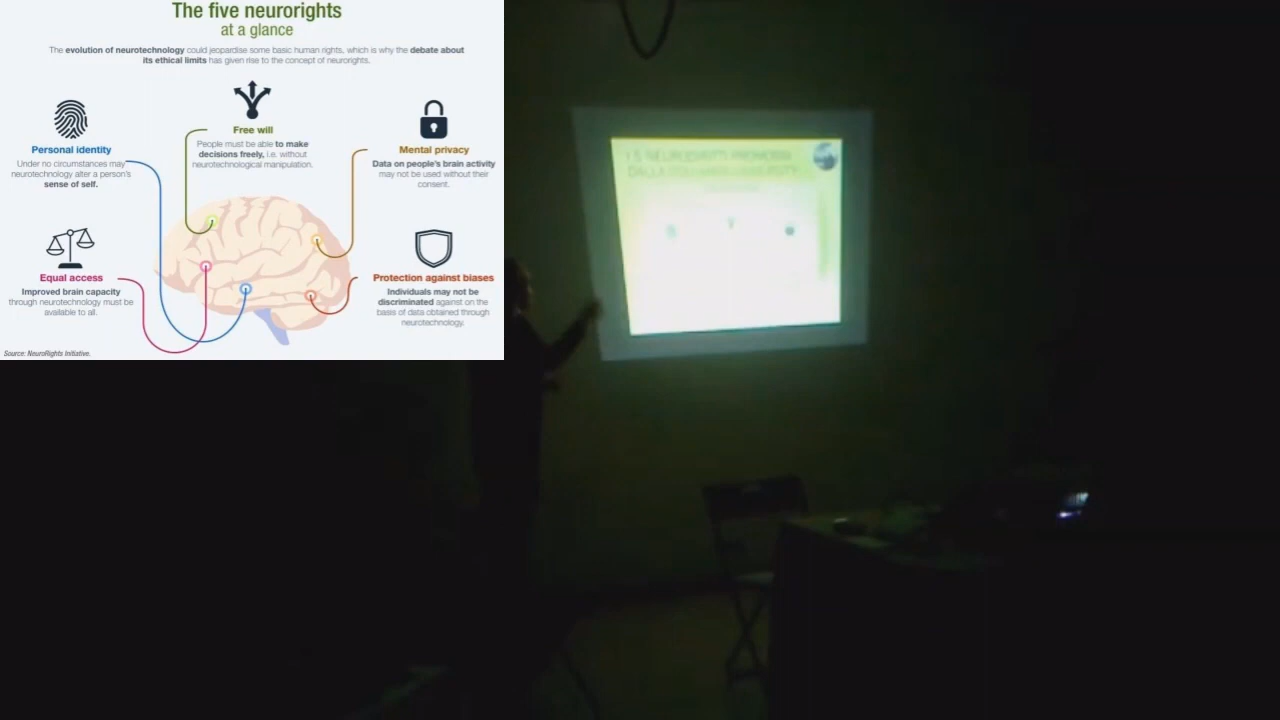 The five neurorights
at a glance
The evolution of neurotechnology could jeopardise some basic human rights, which is why the debate about
its ethical limits has given rise to the concept of neurorights.
Free will
People must be able to make
decisions freely, i.e. without
neurotechnological manipulation.
Personal identity
Under no circumstances may
neurotechnology alter a person's
sense of self.
Mental privacy
Data on people's brain activity
may not be used without their
consent.
Equal access
Improved brain capacity
through neurotechnology must be
available to all.
Protection against biases
Individuals may not be
discriminated against on the
basis of data obtained through
neurotechnology.
Source: NeuroRights Initiative.